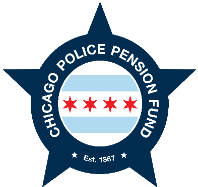 CHICAGO POLICE PENSION FUND
Est. 1887